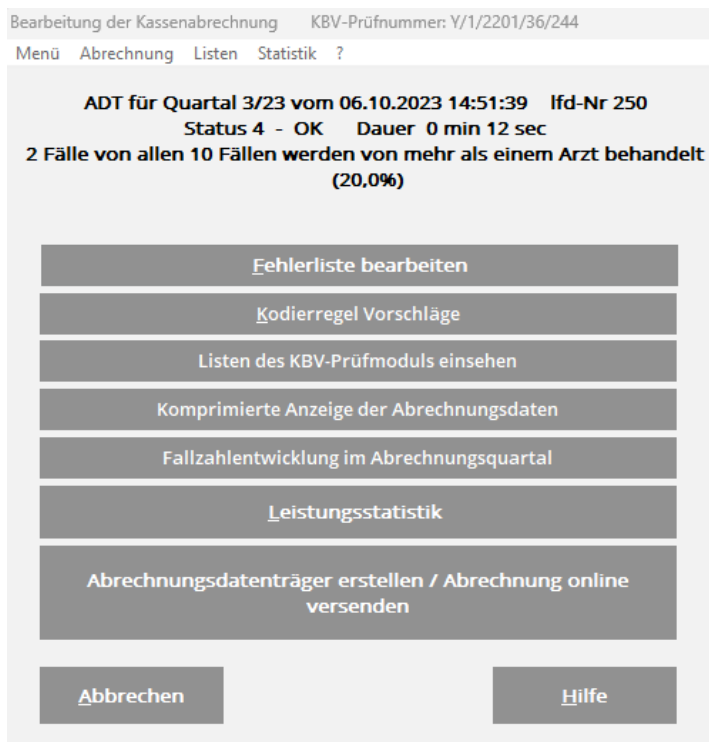 Bearbeitung der Kassenabrechnung KBV-Prüfnummer: Y/1/2201/36/244
Menü Abrechnung Listen Statistik ?
ADT für Quartal 3/23 vom 06.10.2023 14:51:39 lfd-Nr 250
Status 4 - OK Dauer 0 min 12 sec
2 Fälle von allen 10 Fällen werden von mehr als einem Arzt behandelt
(20,0%)
Fehlerliste bearbeiten
Kodierregel Vorschläge
Listen des KBV-Prüfmoduls einsehen
Komprimierte Anzeige der Abrechnungsdaten
Fallzahlentwicklung im Abrechnungsquartal
Leistungsstatistik
Abrechnungsdatenträger erstellen / Abrechnung online
versenden
Abbrechen Hilfe